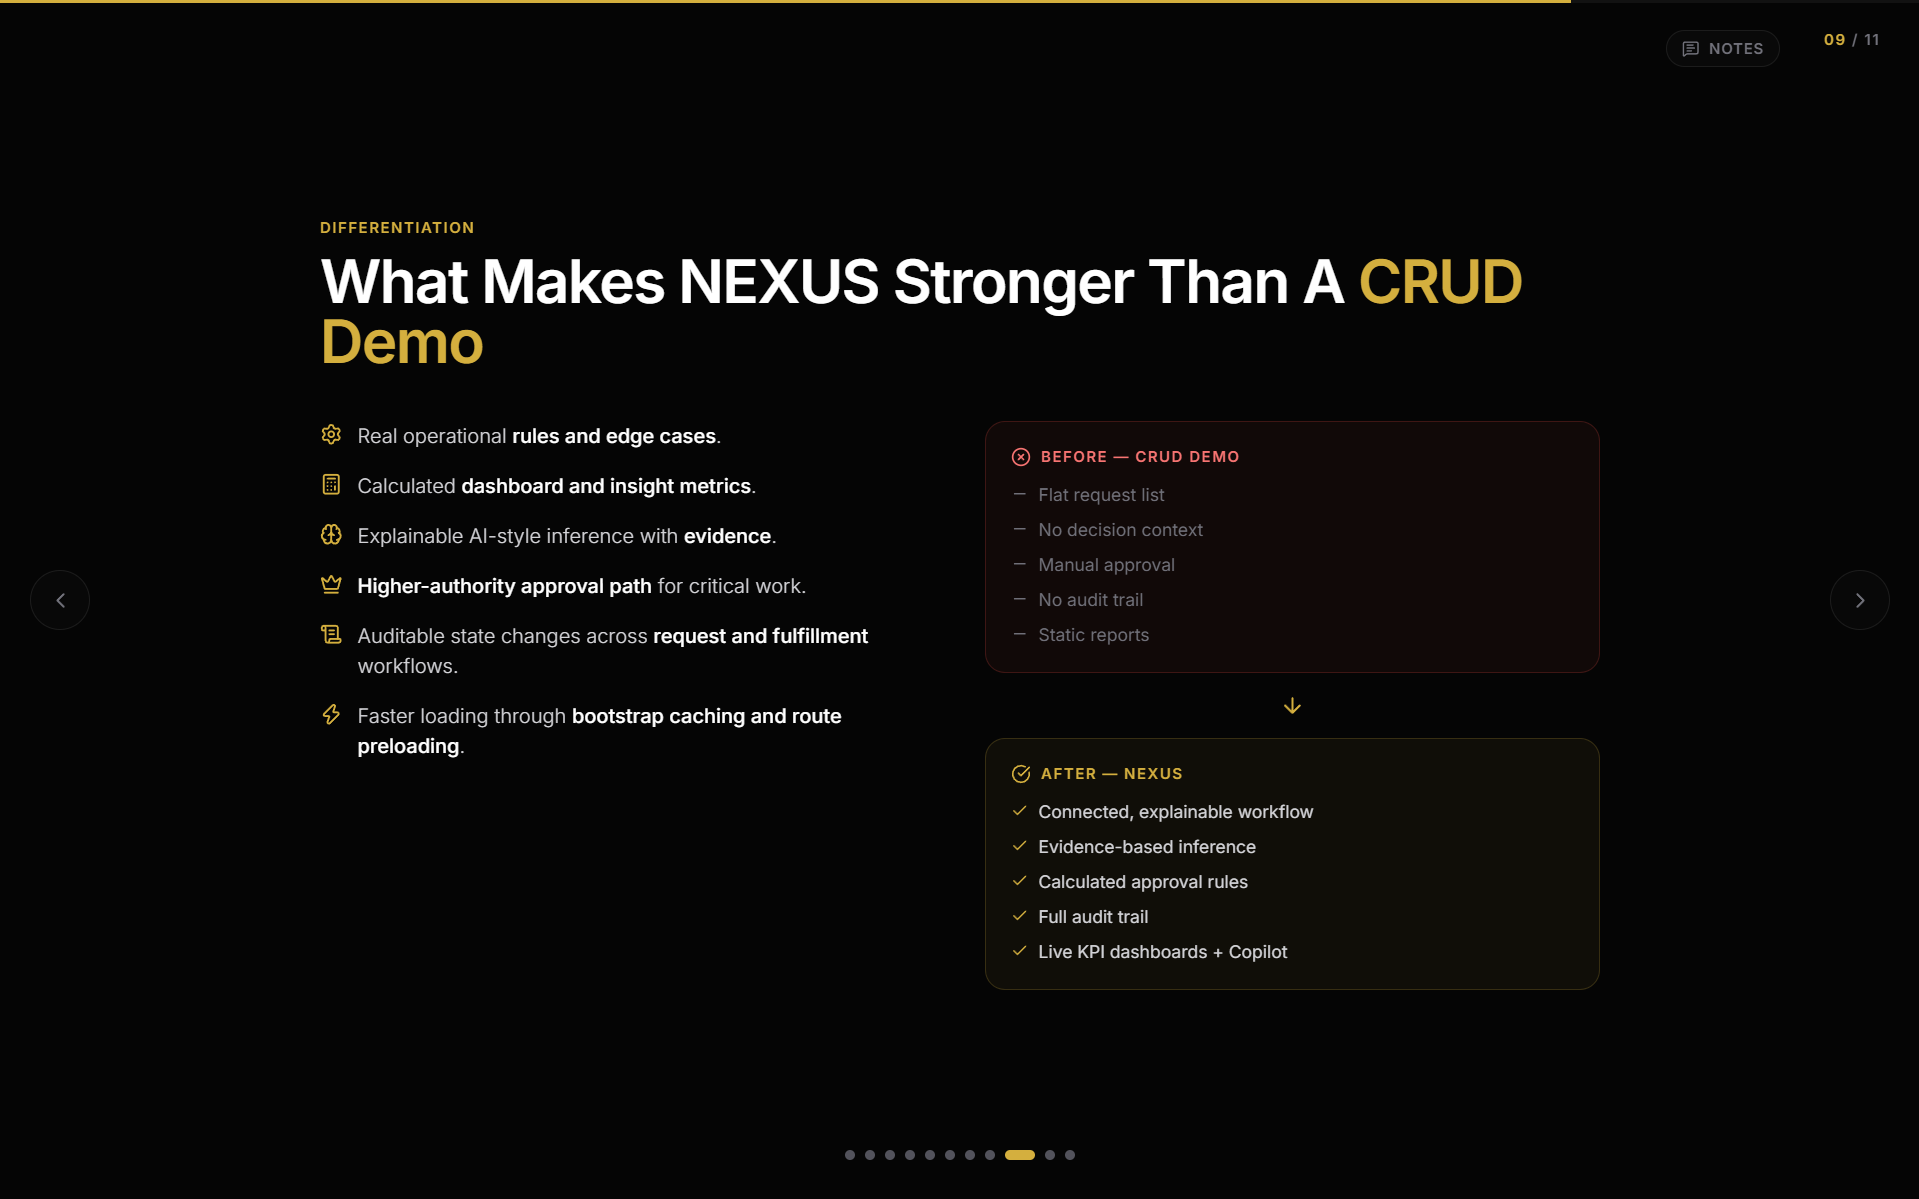 NOTES
09 / 11
DIFFERENTIATION
What Makes NEXUS Stronger Than A CRUD
Demo
Real operational rules and edge cases.
Calculated dashboard and insight metrics.
Explainable AI-style inference with evidence.
Higher-authority approval path for critical work.
Auditable state changes across request and fulfillment
workflows.
Faster loading through bootstrap caching and route
preloading.
BEFORE — CRUD DEMO
— Flat request list
— No decision context
— Manual approval
— No audit trail
— Static reports
AFTER — NEXUS
Connected, explainable workflow
Evidence-based inference
Calculated approval rules
Full audit trail
Live KPI dashboards + Copilot